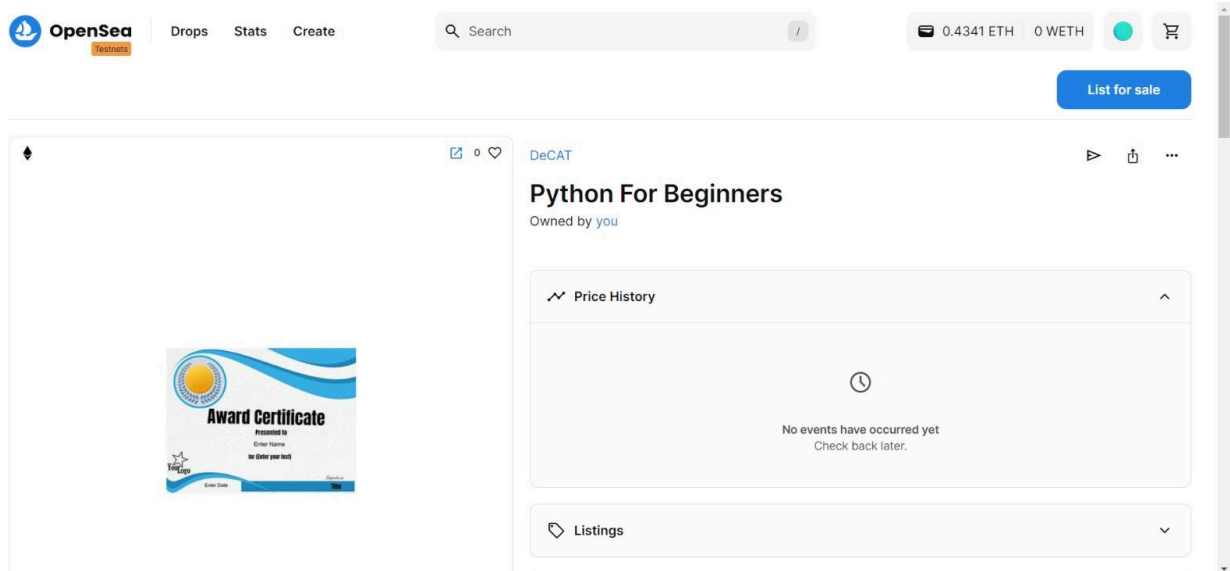 OpenSea
Testnets
Drops Stats Create
Search
/
0.4341 ETH 0 WETH
List for sale
0
DeCAT
Python For Beginners
Owned by you
Price History
No events have occurred yet
Check back later.
Award Certificate
Presented to
Enter Name
for (Enter your text)
Your Logo
Signature
Enter Date
Title
Listings